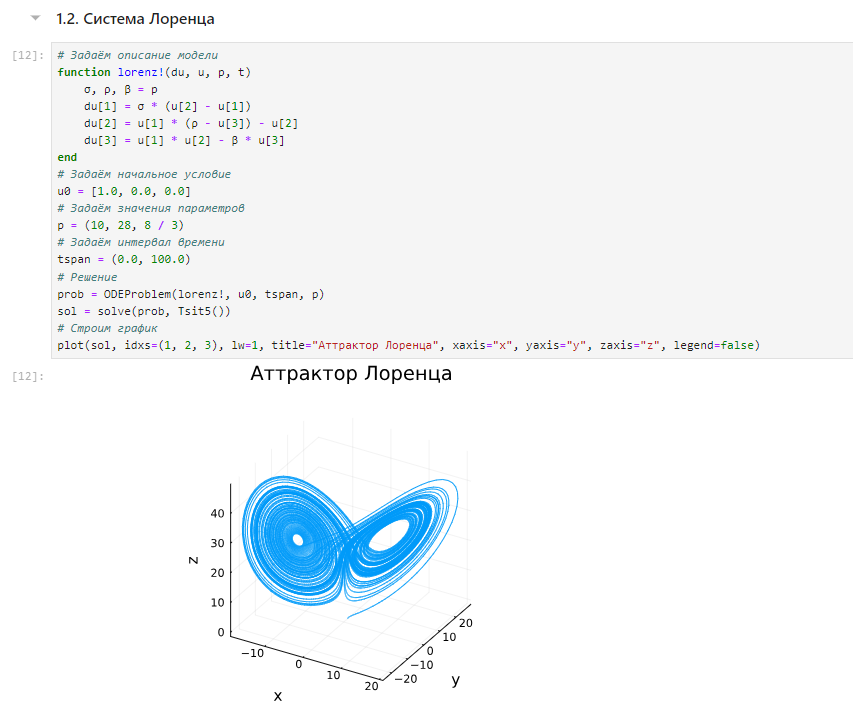 1.2. Система Лоренца
[12]:
# Задаём описание модели
function lorenz!(du, u, p, t)
    σ, ρ, β = p
    du[1] = σ * (u[2] - u[1])
    du[2] = u[1] * (ρ - u[3]) - u[2]
    du[3] = u[1] * u[2] - β * u[3]
end
# Задаём начальное условие
u0 = [1.0, 0.0, 0.0]
# Задаём значения параметров
p = (10, 28, 8 / 3)
# Задаём интервал времени
tspan = (0.0, 100.0)
# Решение
prob = ODEProblem(lorenz!, u0, tspan, p)
sol = solve(prob, Tsit5())
# Строим график
plot(sol, idxs=(1, 2, 3), lw=1, title="Аттрактор Лоренца", xaxis="x", yaxis="y", zaxis="z", legend=false)
[12]:
Аттрактор Лоренца
40
30
z
20
10
0
−10
0
10
20
x
−20
−10
0
10
20
y